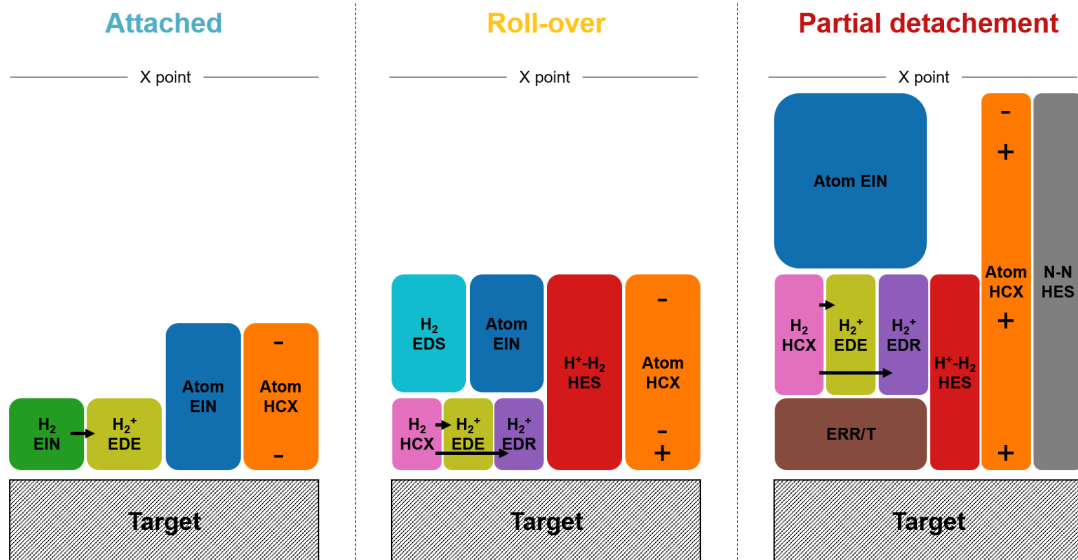 Attached
Roll-over
Partial detachement
X point
X point
X point
H₂
EIN
H₂⁺
EDE
Atom
EIN
-
Atom
HCX
-
Target
H₂
EDS
Atom
EIN
H₂
HCX
H₂⁺
EDE
H₂⁺
EDR
H⁺-H₂
HES
-
Atom
HCX
-
+
Target
Atom EIN
H₂
HCX
H₂⁺
EDE
H₂⁺
EDR
ERR/T
H⁺-H₂
HES
-
+
Atom
HCX
+
+
N-N
HES
Target